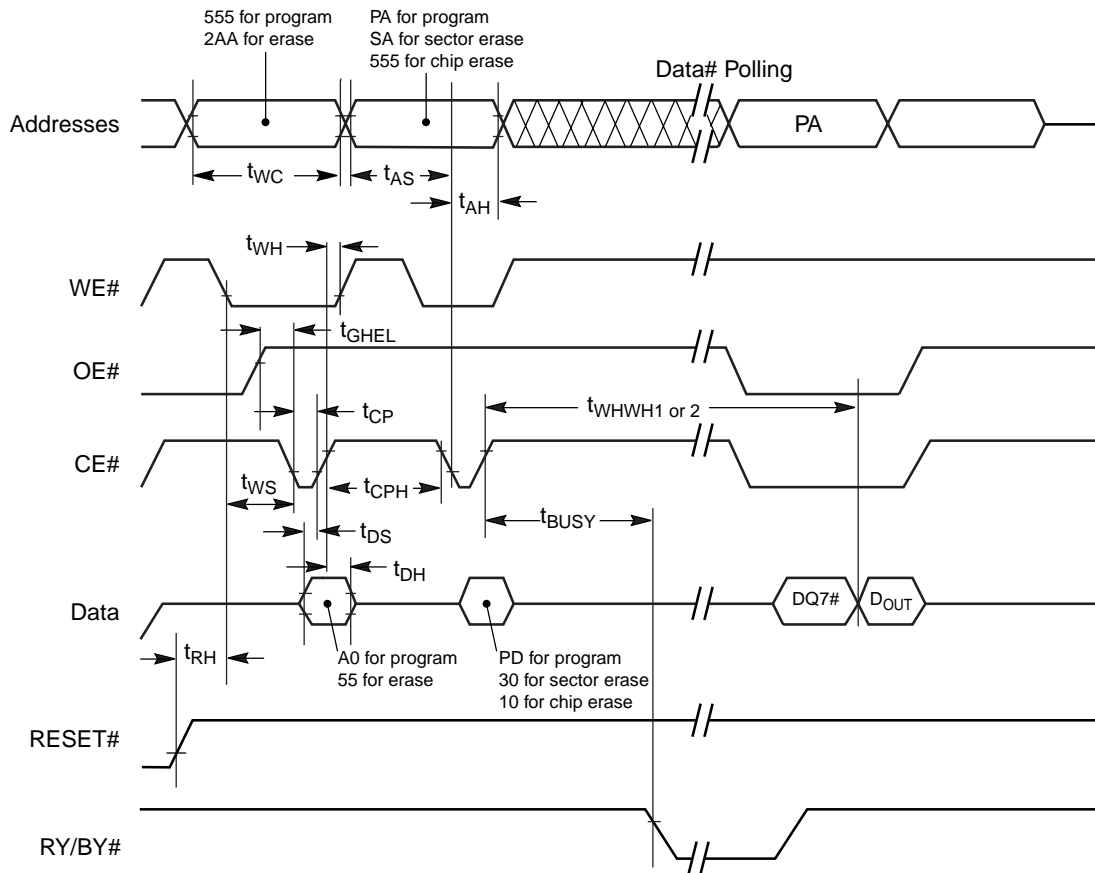 555 for program
2AA for erase
PA for program
SA for sector erase
555 for chip erase
Data# Polling
Addresses
PA
tWC
tAS
tAH
tWH
WE#
tGHEL
OE#
tCP
tWHWH1 or 2
CE#
tWS
tCPH
tBUSY
tDS
tDH
Data
DQ7#
DOUT
tRH
A0 for program
55 for erase
PD for program
30 for sector erase
10 for chip erase
RESET#
RY/BY#